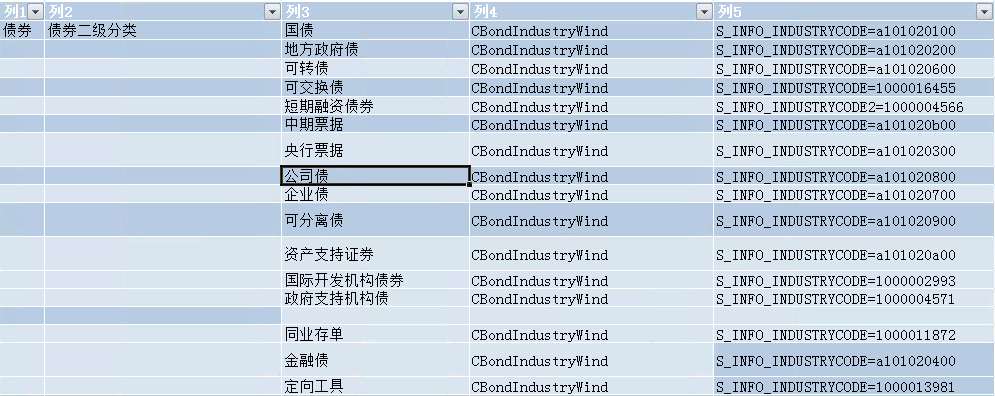 列1 列2 列3 列4 列5
债券 债券二级分类 国债 CBondIndustryWind S_INFO_INDUSTRYCODE=a101020100
地方政府债 CBondIndustryWind S_INFO_INDUSTRYCODE=a101020200
可转债 CBondIndustryWind S_INFO_INDUSTRYCODE=a101020600
可交换债 CBondIndustryWind S_INFO_INDUSTRYCODE=1000016455
短期融资债券 CBondIndustryWind S_INFO_INDUSTRYCODE2=1000004566
中期票据 CBondIndustryWind S_INFO_INDUSTRYCODE=a101020b00
央行票据 CBondIndustryWind S_INFO_INDUSTRYCODE=a101020300
公司债 CBondIndustryWind S_INFO_INDUSTRYCODE=a101020800
企业债 CBondIndustryWind S_INFO_INDUSTRYCODE=a101020700
可分离债 CBondIndustryWind S_INFO_INDUSTRYCODE=a101020900
资产支持证券 CBondIndustryWind S_INFO_INDUSTRYCODE=a101020a00
国际开发机构债券 CBondIndustryWind S_INFO_INDUSTRYCODE=1000002993
政府支持机构债 CBondIndustryWind S_INFO_INDUSTRYCODE=1000004571
同业存单 CBondIndustryWind S_INFO_INDUSTRYCODE=1000011872
金融债 CBondIndustryWind S_INFO_INDUSTRYCODE=a101020400
定向工具 CBondIndustryWind S_INFO_INDUSTRYCODE=1000013981